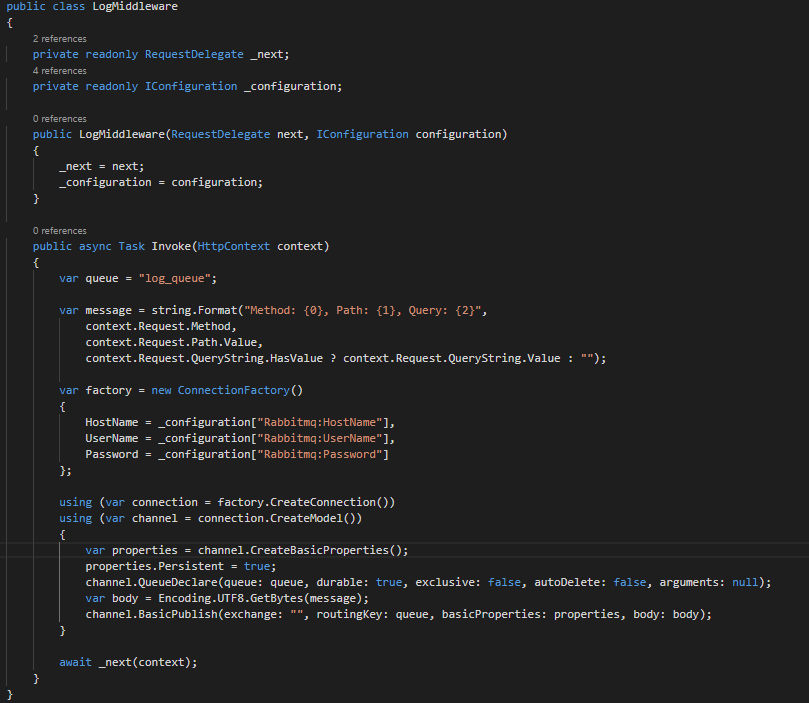 public class LogMiddleware
{
2 references
private readonly RequestDelegate _next;
4 references
private readonly IConfiguration _configuration;
0 references
public LogMiddleware(RequestDelegate next, IConfiguration configuration)
{
_next = next;
_configuration = configuration;
}
0 references
public async Task Invoke(HttpContext context)
{
var queue = "log_queue";
var message = string.Format("Method: {0}, Path: {1}, Query: {2}",
context.Request.Method,
context.Request.Path.Value,
context.Request.QueryString.HasValue ? context.Request.QueryString.Value : "");
var factory = new ConnectionFactory()
{
HostName = _configuration["Rabbitmq:HostName"],
UserName = _configuration["Rabbitmq:UserName"],
Password = _configuration["Rabbitmq:Password"]
};
using (var connection = factory.CreateConnection())
using (var channel = connection.CreateModel())
{
var properties = channel.CreateBasicProperties();
properties.Persistent = true;
channel.QueueDeclare(queue: queue, durable: true, exclusive: false, autoDelete: false, arguments: null);
var body = Encoding.UTF8.GetBytes(message);
channel.BasicPublish(exchange: "", routingKey: queue, basicProperties: properties, body: body);
}
await _next(context);
}
}